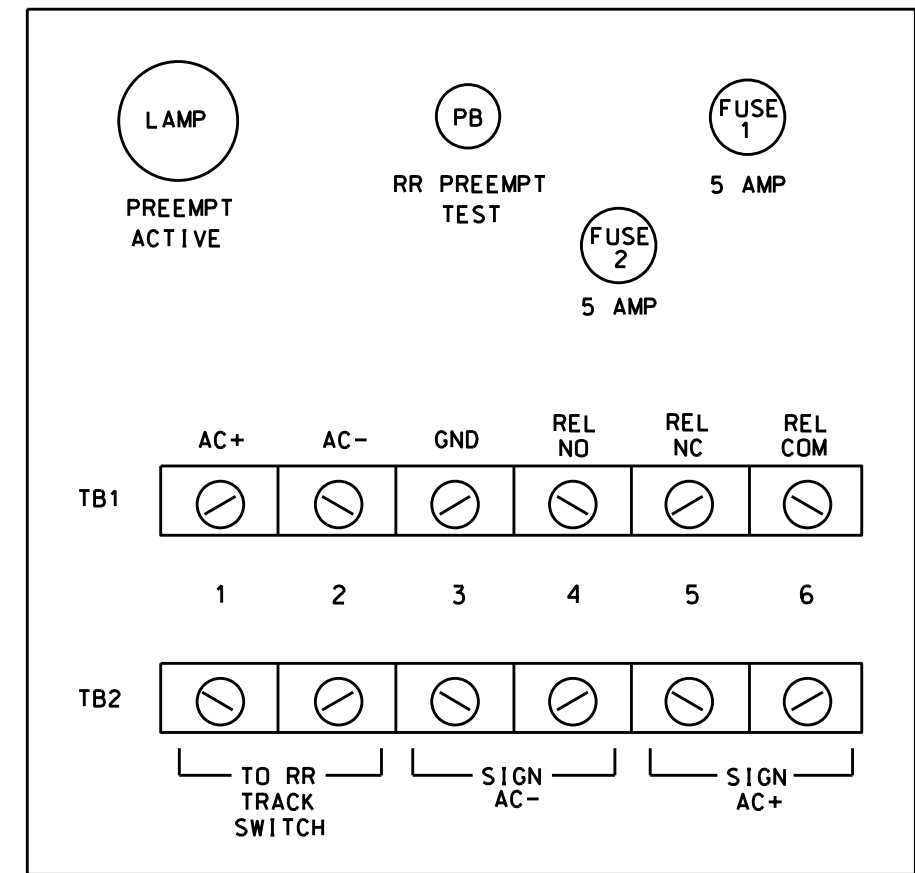 LAMP
PREEMPT
ACTIVE
PB
RR PREEMPT
TEST
FUSE
1
5 AMP
FUSE
2
5 AMP
AC+ AC- GND REL NO REL NC REL COM
TB1
1 2 3 4 5 6
TB2
TO RR
TRACK
SWITCH
SIGN
AC-
SIGN
AC+